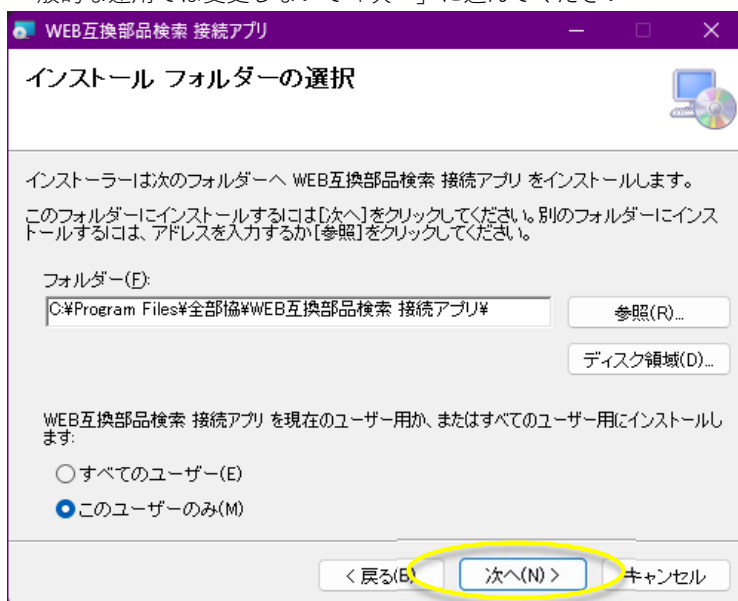 WEB互換部品検索 接続アプリ
インストール フォルダーの選択
インストーラーは次のフォルダーへ WEB互換部品検索 接続アプリ をインストールします。
このフォルダーにインストールするには[次へ]をクリックしてください。別のフォルダーにインス
トールするには、アドレスを入力するか[参照]をクリックしてください。
フォルダー(F):
C:¥Program Files¥全部協¥WEB互換部品検索 接続アプリ¥
参照(R)...
ディスク領域(D)...
WEB互換部品検索 接続アプリ を現在のユーザー用か、またはすべてのユーザー用にインストールし
ます:
すべてのユーザー(E)
このユーザーのみ(M)
< 戻る(B)
次へ(N) >
キャンセル